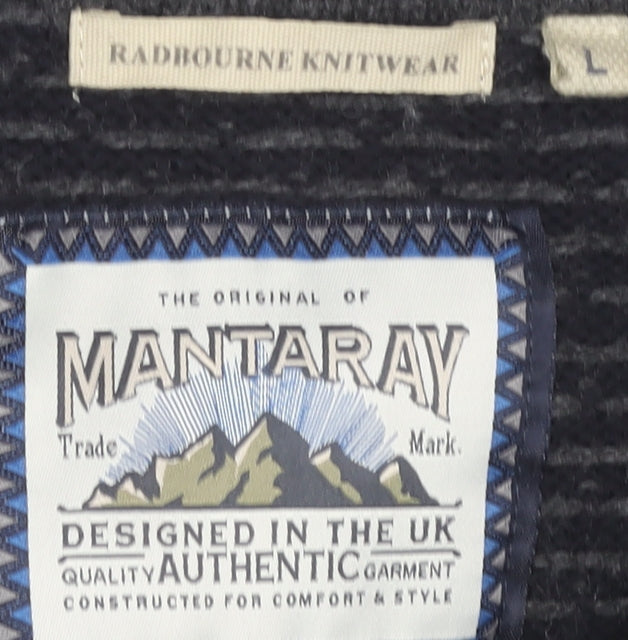 RADBOURNE KNITWEAR
L
THE ORIGINAL OF
MANTARAY
Trade Mark.
DESIGNED IN THE UK
QUALITY AUTHENTIC GARMENT
CONSTRUCTED FOR COMFORT & STYLE